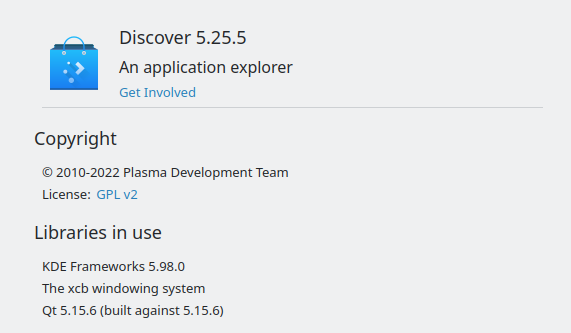 Discover 5.25.5
An application explorer
Get Involved
Copyright
© 2010-2022 Plasma Development Team
License: GPL v2
Libraries in use
KDE Frameworks 5.98.0
The xcb windowing system
Qt 5.15.6 (built against 5.15.6)